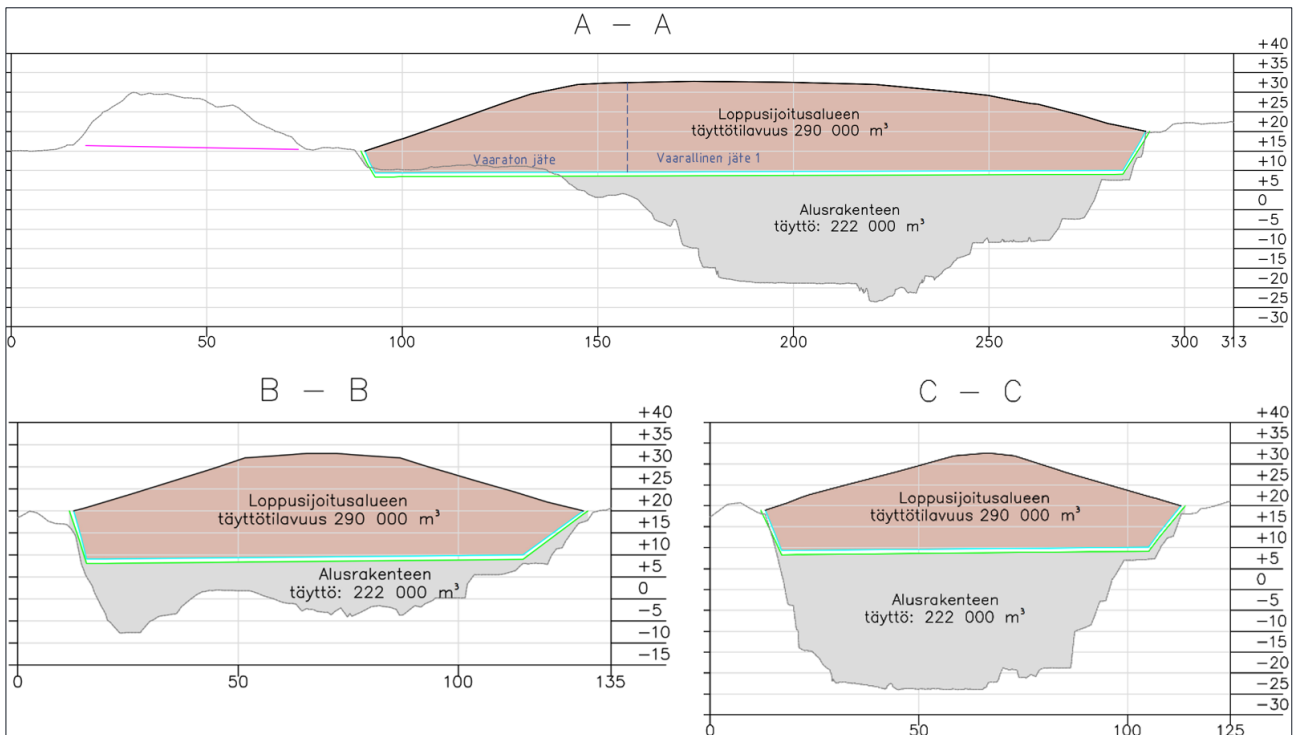 A – A
+40
+35
+30
+25
+20
+15
+10
+5
0
−5
−10
−15
−20
−25
−30
Loppusijoitusalueen
täyttötilavuus 290 000 m³
Vaaraton jäte
Vaarallinen jäte 1
Alusrakenteen
täyttö: 222 000 m³
0 50 100 150 200 250 300 313
B – B
+40
+35
+30
+25
+20
+15
+10
+5
0
−5
−10
−15
Loppusijoitusalueen
täyttötilavuus 290 000 m³
Alusrakenteen
täyttö: 222 000 m³
0 50 100 135
C – C
+40
+35
+30
+25
+20
+15
+10
+5
0
−5
−10
−15
−20
−25
−30
Loppusijoitusalueen
täyttötilavuus 290 000 m³
Alusrakenteen
täyttö: 222 000 m³
0 50 100 125